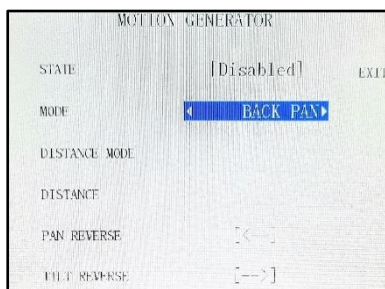 MOTION GENERATOR
STATE [Disabled] EXIT
MODE BACK PAN
DISTANCE MODE
DISTANCE
PAN REVERSE [<--]
TILT REVERSE [-->]